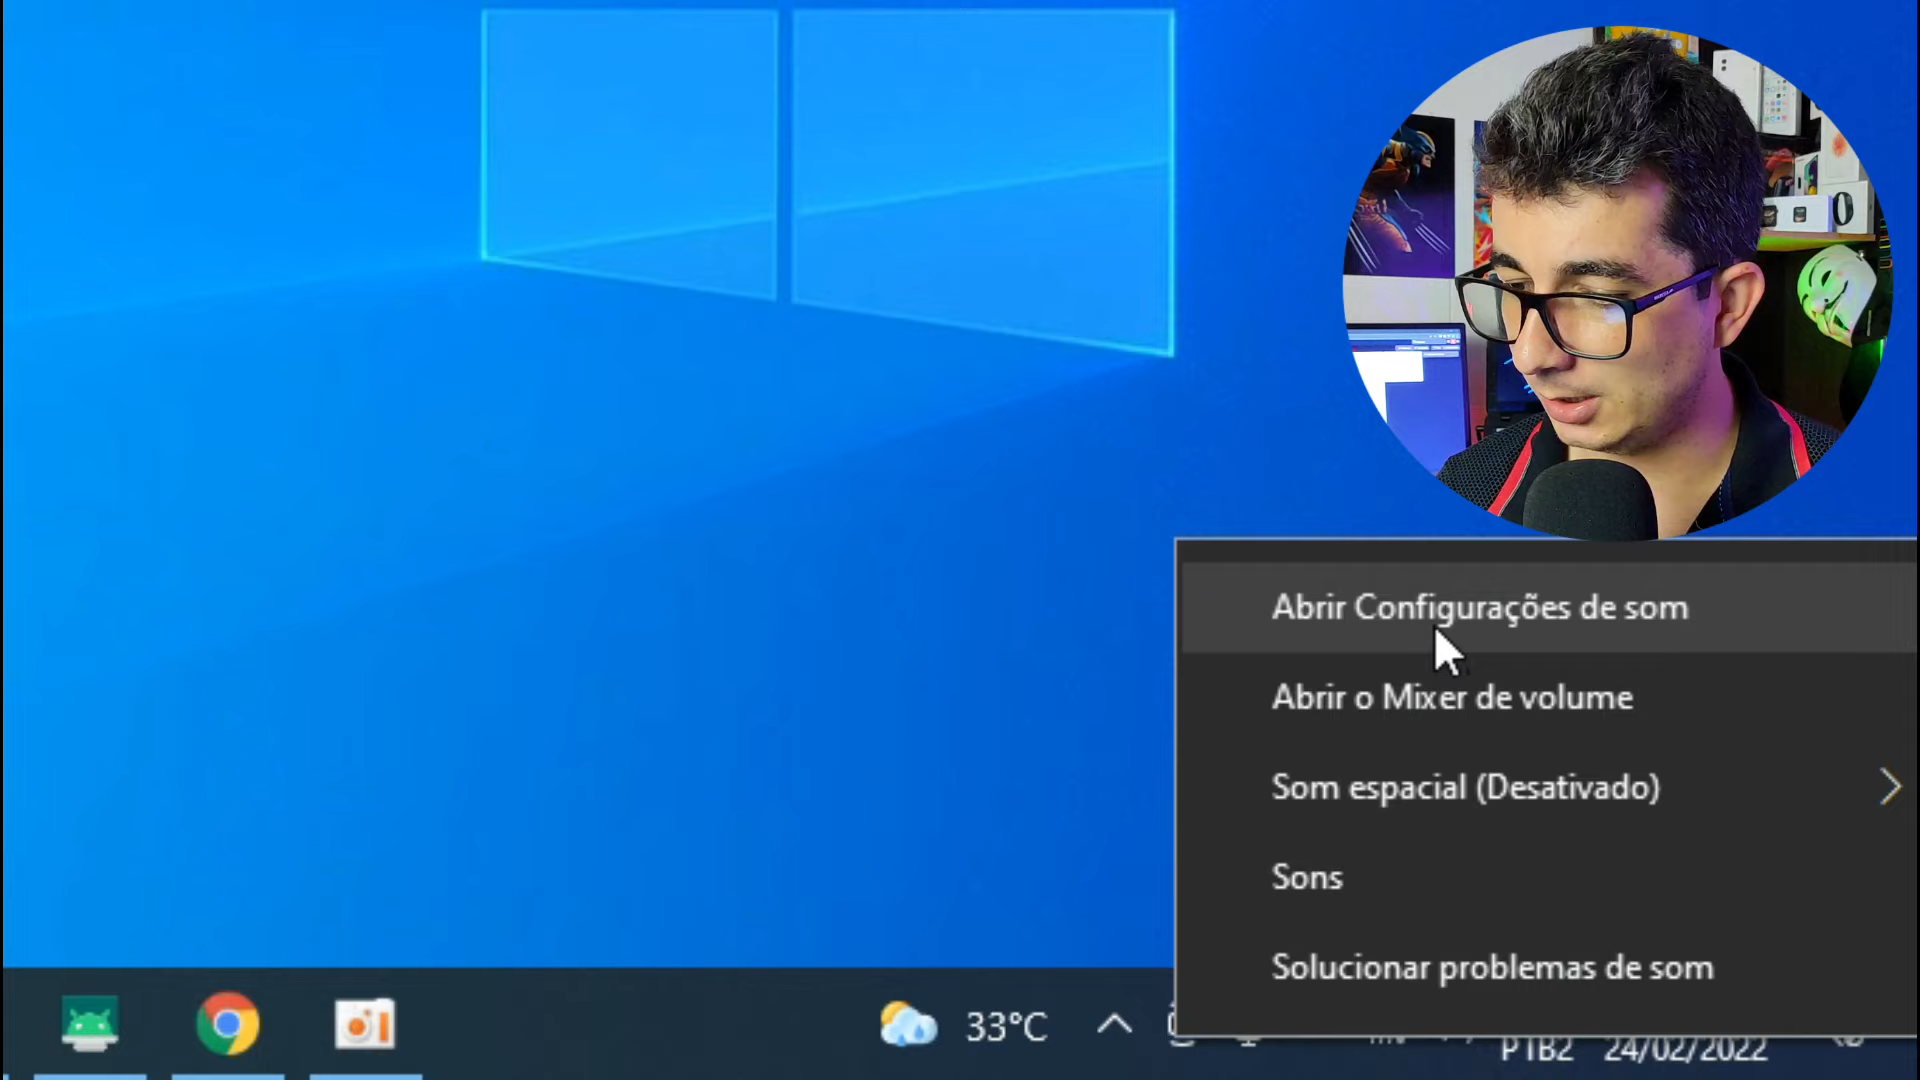 Abrir Configurações de som
Abrir o Mixer de volume
Som espacial (Desativado)
Sons
Solucionar problemas de som
33°C
PTB2 24/02/2022